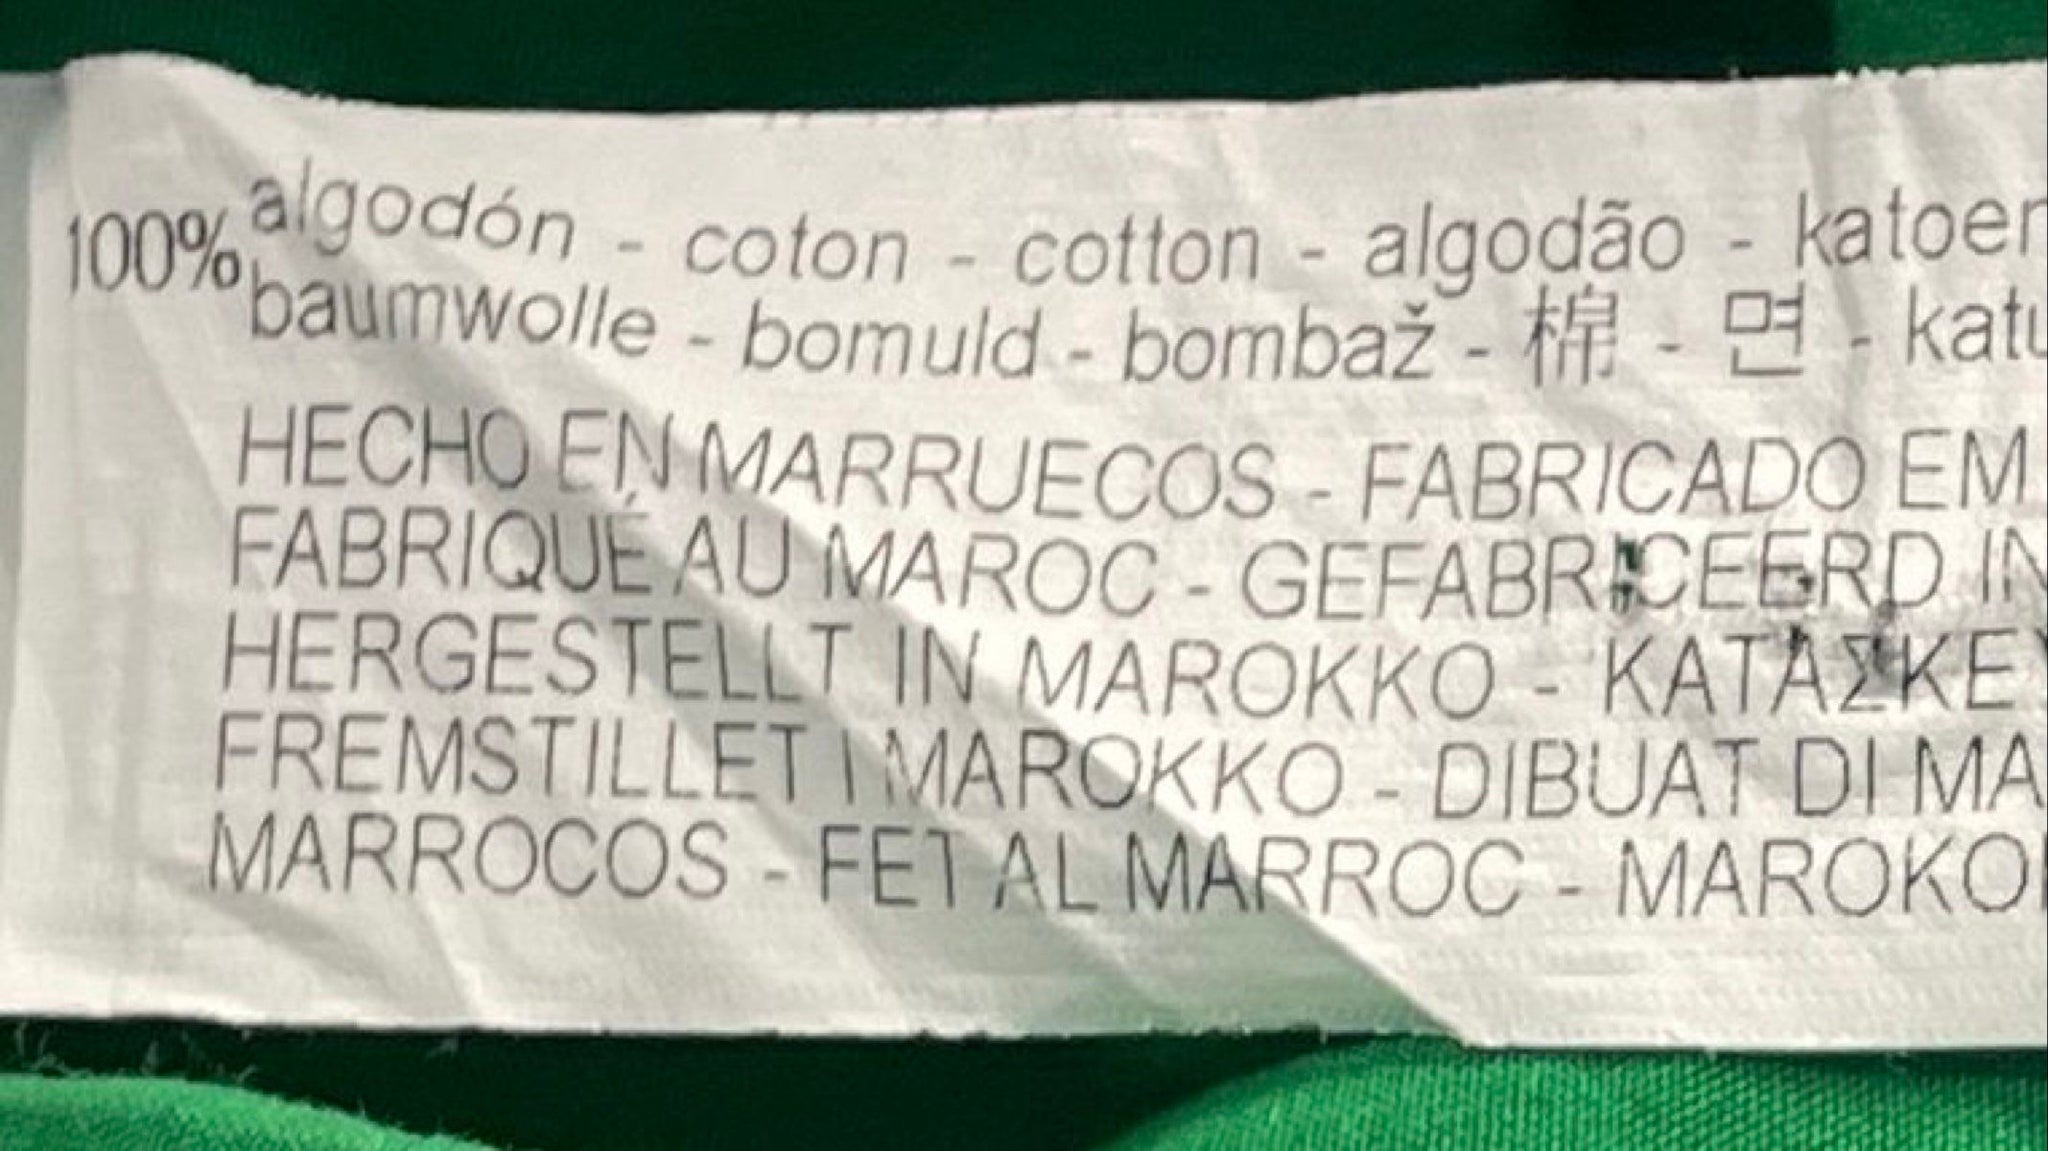 100% algodón - coton - cotton - algodão - katoen
baumwolle - bomuld - bombaž - 棉 - 면 - katu
HECHO EN MARRUECOS - FABRICADO EM
FABRIQUÉ AU MAROC - GEFABRICEERD IN
HERGESTELLT IN MAROKKO - ΚΑΤΑΣΚΕΥ
FREMSTILLET I MAROKKO - DIBUAT DI MA
MARROCOS - FET AL MARROC - MAROKO